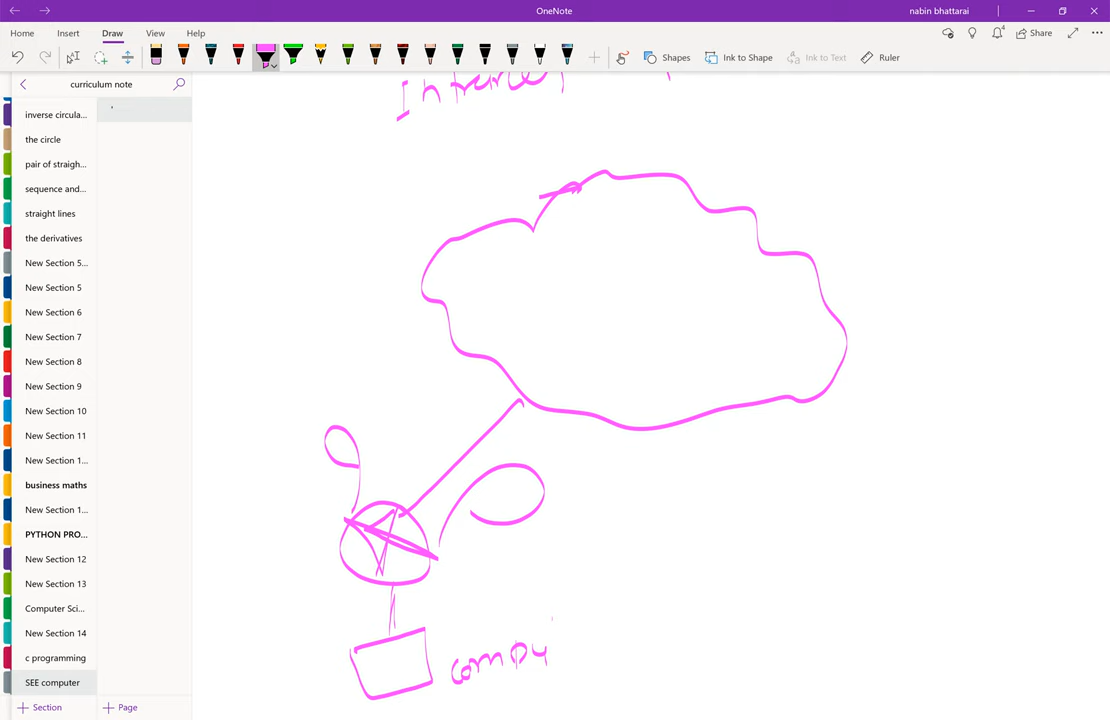 OneNote
nabin bhattarai
Home Insert Draw View Help
Share
Shapes Ink to Shape Ink to Text Ruler
curriculum note
inverse circula...
the circle
pair of straigh...
sequence and...
straight lines
the derivatives
New Section 5...
New Section 5
New Section 6
New Section 7
New Section 8
New Section 9
New Section 10
New Section 11
New Section 1...
business maths
New Section 1...
PYTHON PRO...
New Section 12
New Section 13
Computer Sci...
New Section 14
c programming
SEE computer
Section Page
compu